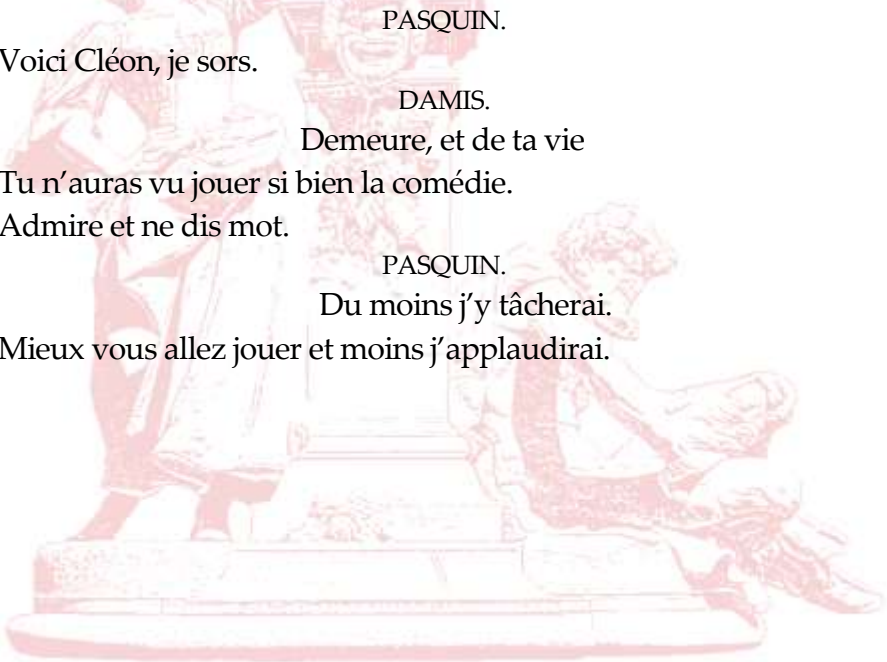 PASQUIN.
Voici Cléon, je sors.
DAMIS.
Demeure, et de ta vie
Tu n’auras vu jouer si bien la comédie.
Admire et ne dis mot.
PASQUIN.
Du moins j’y tâcherai.
Mieux vous allez jouer et moins j’applaudirai.